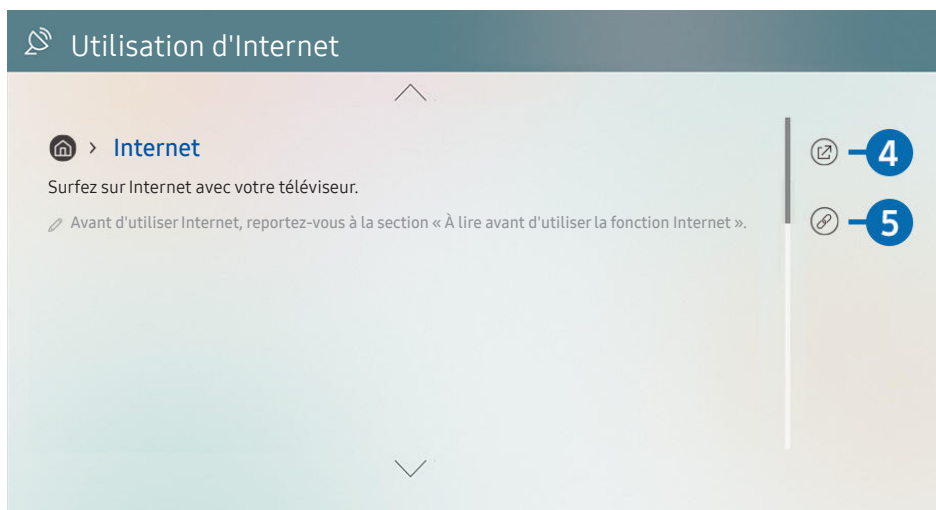 Utilisation d'Internet
> Internet
Surfez sur Internet avec votre téléviseur.
Avant d'utiliser Internet, reportez-vous à la section « À lire avant d'utiliser la fonction Internet ».
4
5